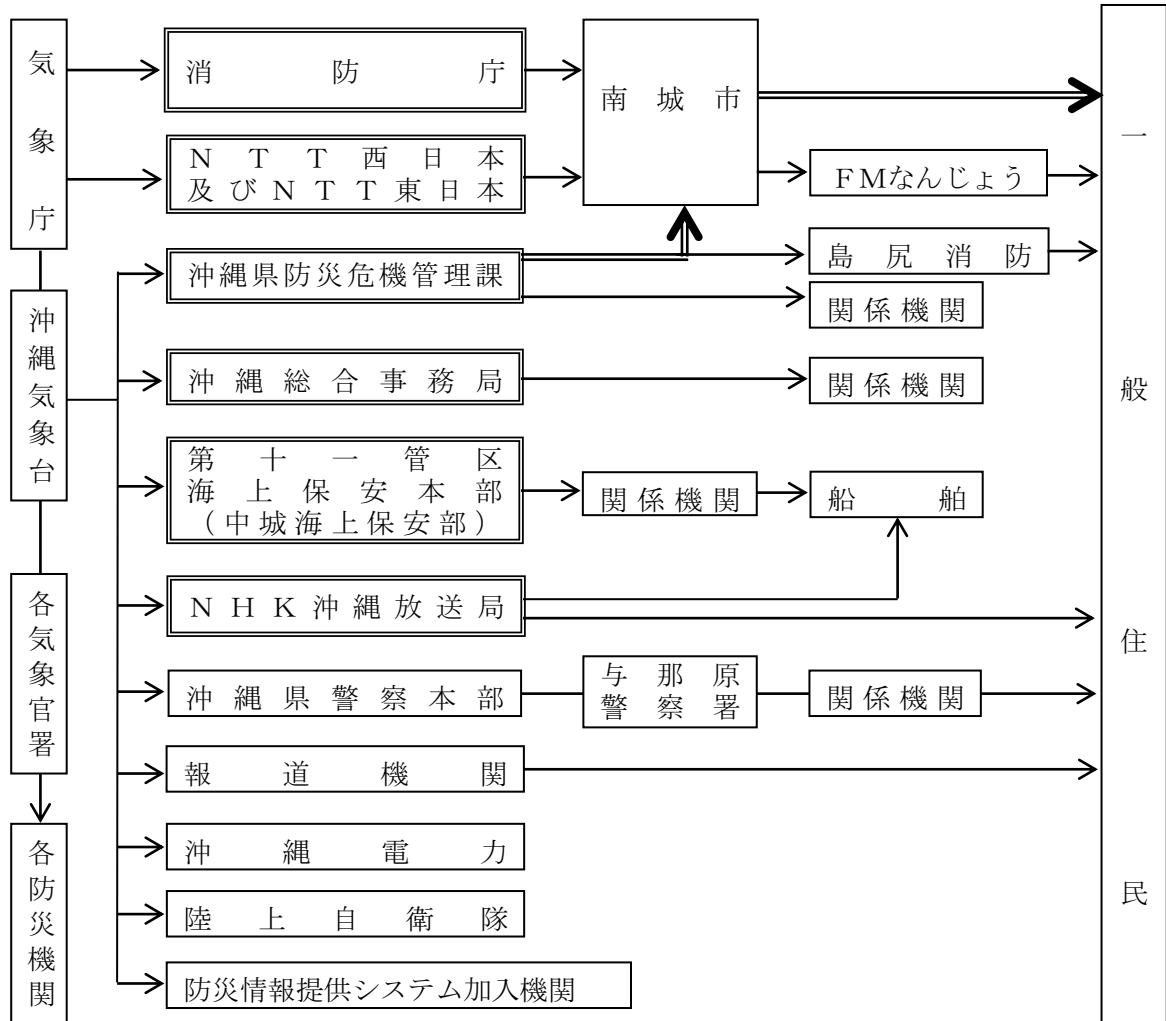 気象庁
沖縄気象台
各気象官署
各防災機関
消防庁
NTT西日本
及びNTT東日本
沖縄県防災危機管理課
沖縄総合事務局
第十一管区
海上保安本部
(中城海上保安部)
NHK沖縄放送局
沖縄県警察本部
報道機関
沖縄電力
陸上自衛隊
防災情報提供システム加入機関
南城市
関係機関
与那原
警察署
FMなんじょう
島尻消防
関係機関
関係機関
船舶
関係機関
一般住民